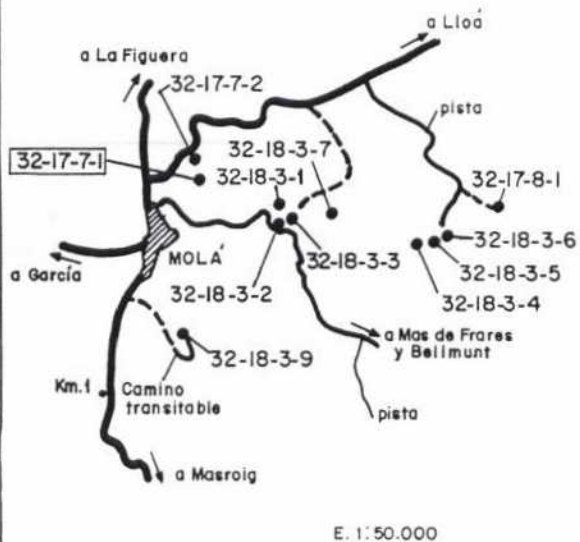 a Lloá
a La Figuera
32-17-7-2
pista
32-17-7-1
32-18-3-7
32-18-3-1
32-17-8-1
32-18-3-6
MOLÁ
32-18-3-3
32-18-3-5
a García
32-18-3-2
32-18-3-4
a Mas de Frares
y Bellmunt
32-18-3-9
Km.1
Camino
transitable
pista
a Masroig
E. 1:50.000